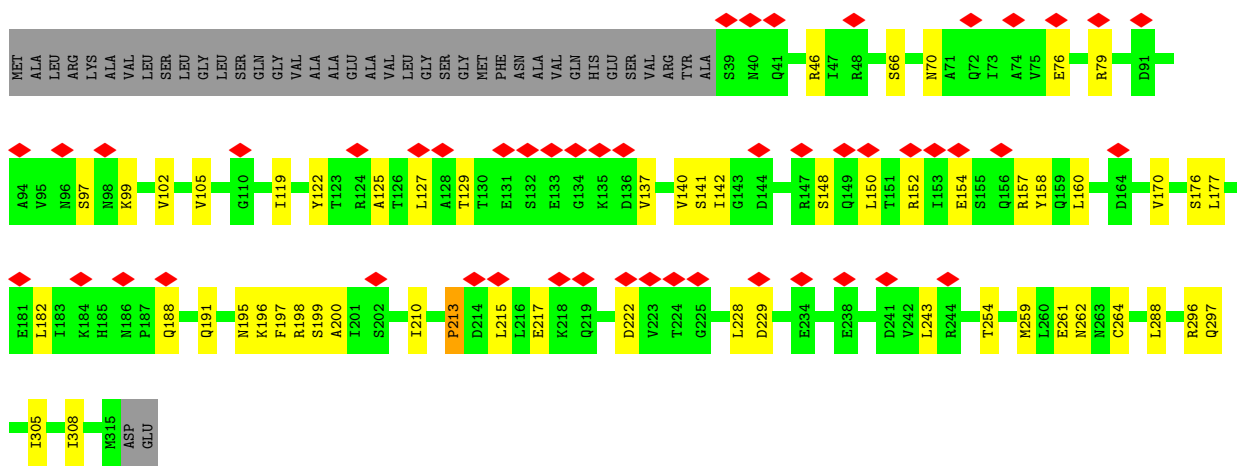 MET ALA LEU ARG LYS ALA VAL LEU SER LEU GLY LEU SER GLN GLY VAL ALA ALA GLU ALA VAL LEU GLY SER GLY MET PHE ASN ALA VAL GLN HIS GLU SER VAL ARG TYR ALA S39 N40 Q41 R46 I47 R48 S66 N70 A71 Q72 I73 A74 V75 E76 R79 D91
A94 V95 N96 S97 N98 K99 V102 V105 G110 I119 Y122 T123 R124 A125 T126 L127 A128 T129 T130 E131 S132 E133 G134 K135 D136 V137 V140 S141 I142 G143 D144 R147 S148 Q149 L150 T151 R152 I153 E154 S155 Q156 R157 Y158 Q159 L160 D164 V170 S176 L177
E181 L182 I183 K184 H185 N186 P187 Q188 Q191 N195 K196 F197 R198 S199 A200 I201 S202 I210 P213 D214 L215 L216 E217 K218 Q219 D222 V223 T224 G225 L228 D229 E234 E238 D241 V242 L243 R244 T254 M259 L260 E261 N262 N263 C264 L288 R296 Q297
I305 I308 M315 ASP GLU